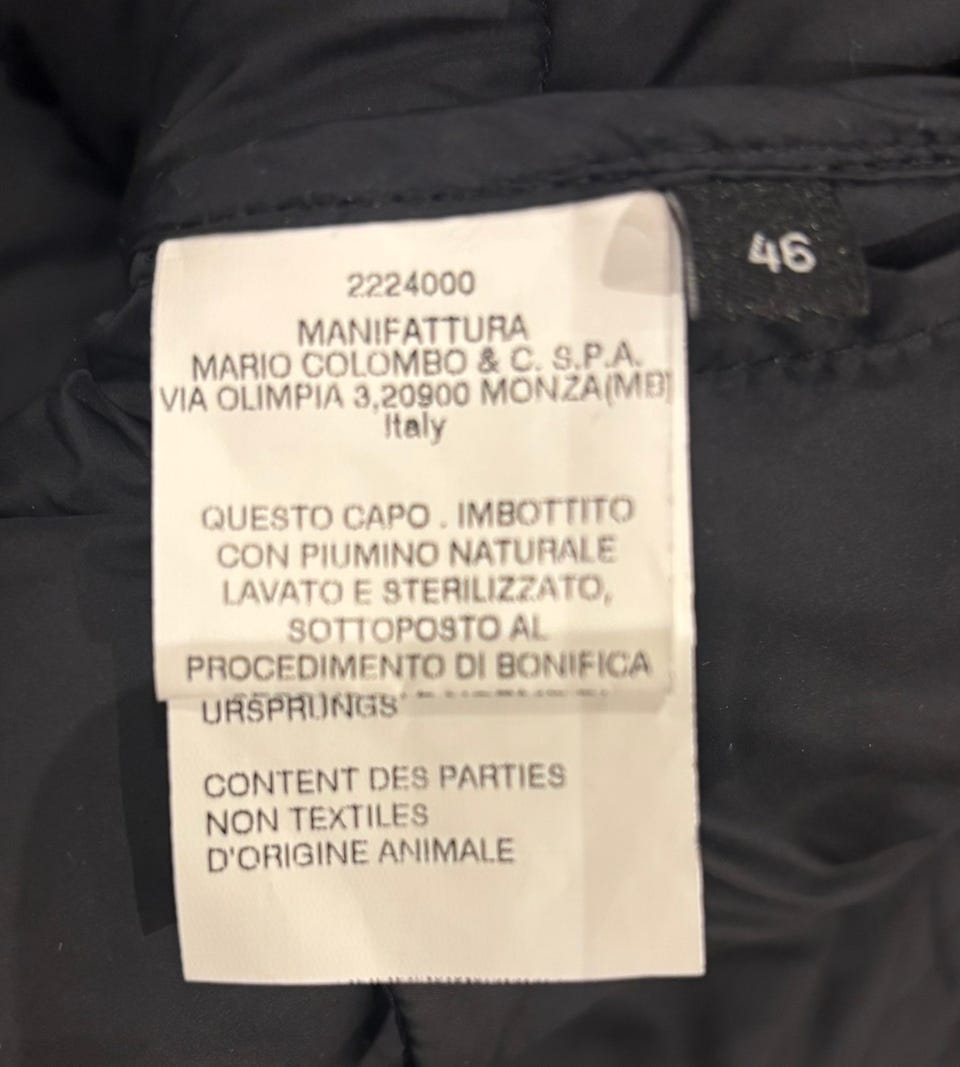 46
2224000
MANIFATTURA
MARIO COLOMBO & C. S.P.A.
VIA OLIMPIA 3,20900 MONZA(MB)
Italy
QUESTO CAPO . IMBOTTITO
CON PIUMINO NATURALE
LAVATO E STERILIZZATO,
SOTTOPOSTO AL
PROCEDIMENTO DI BONIFICA
URSPRUNGS
CONTENT DES PARTIES
NON TEXTILES
D'ORIGINE ANIMALE